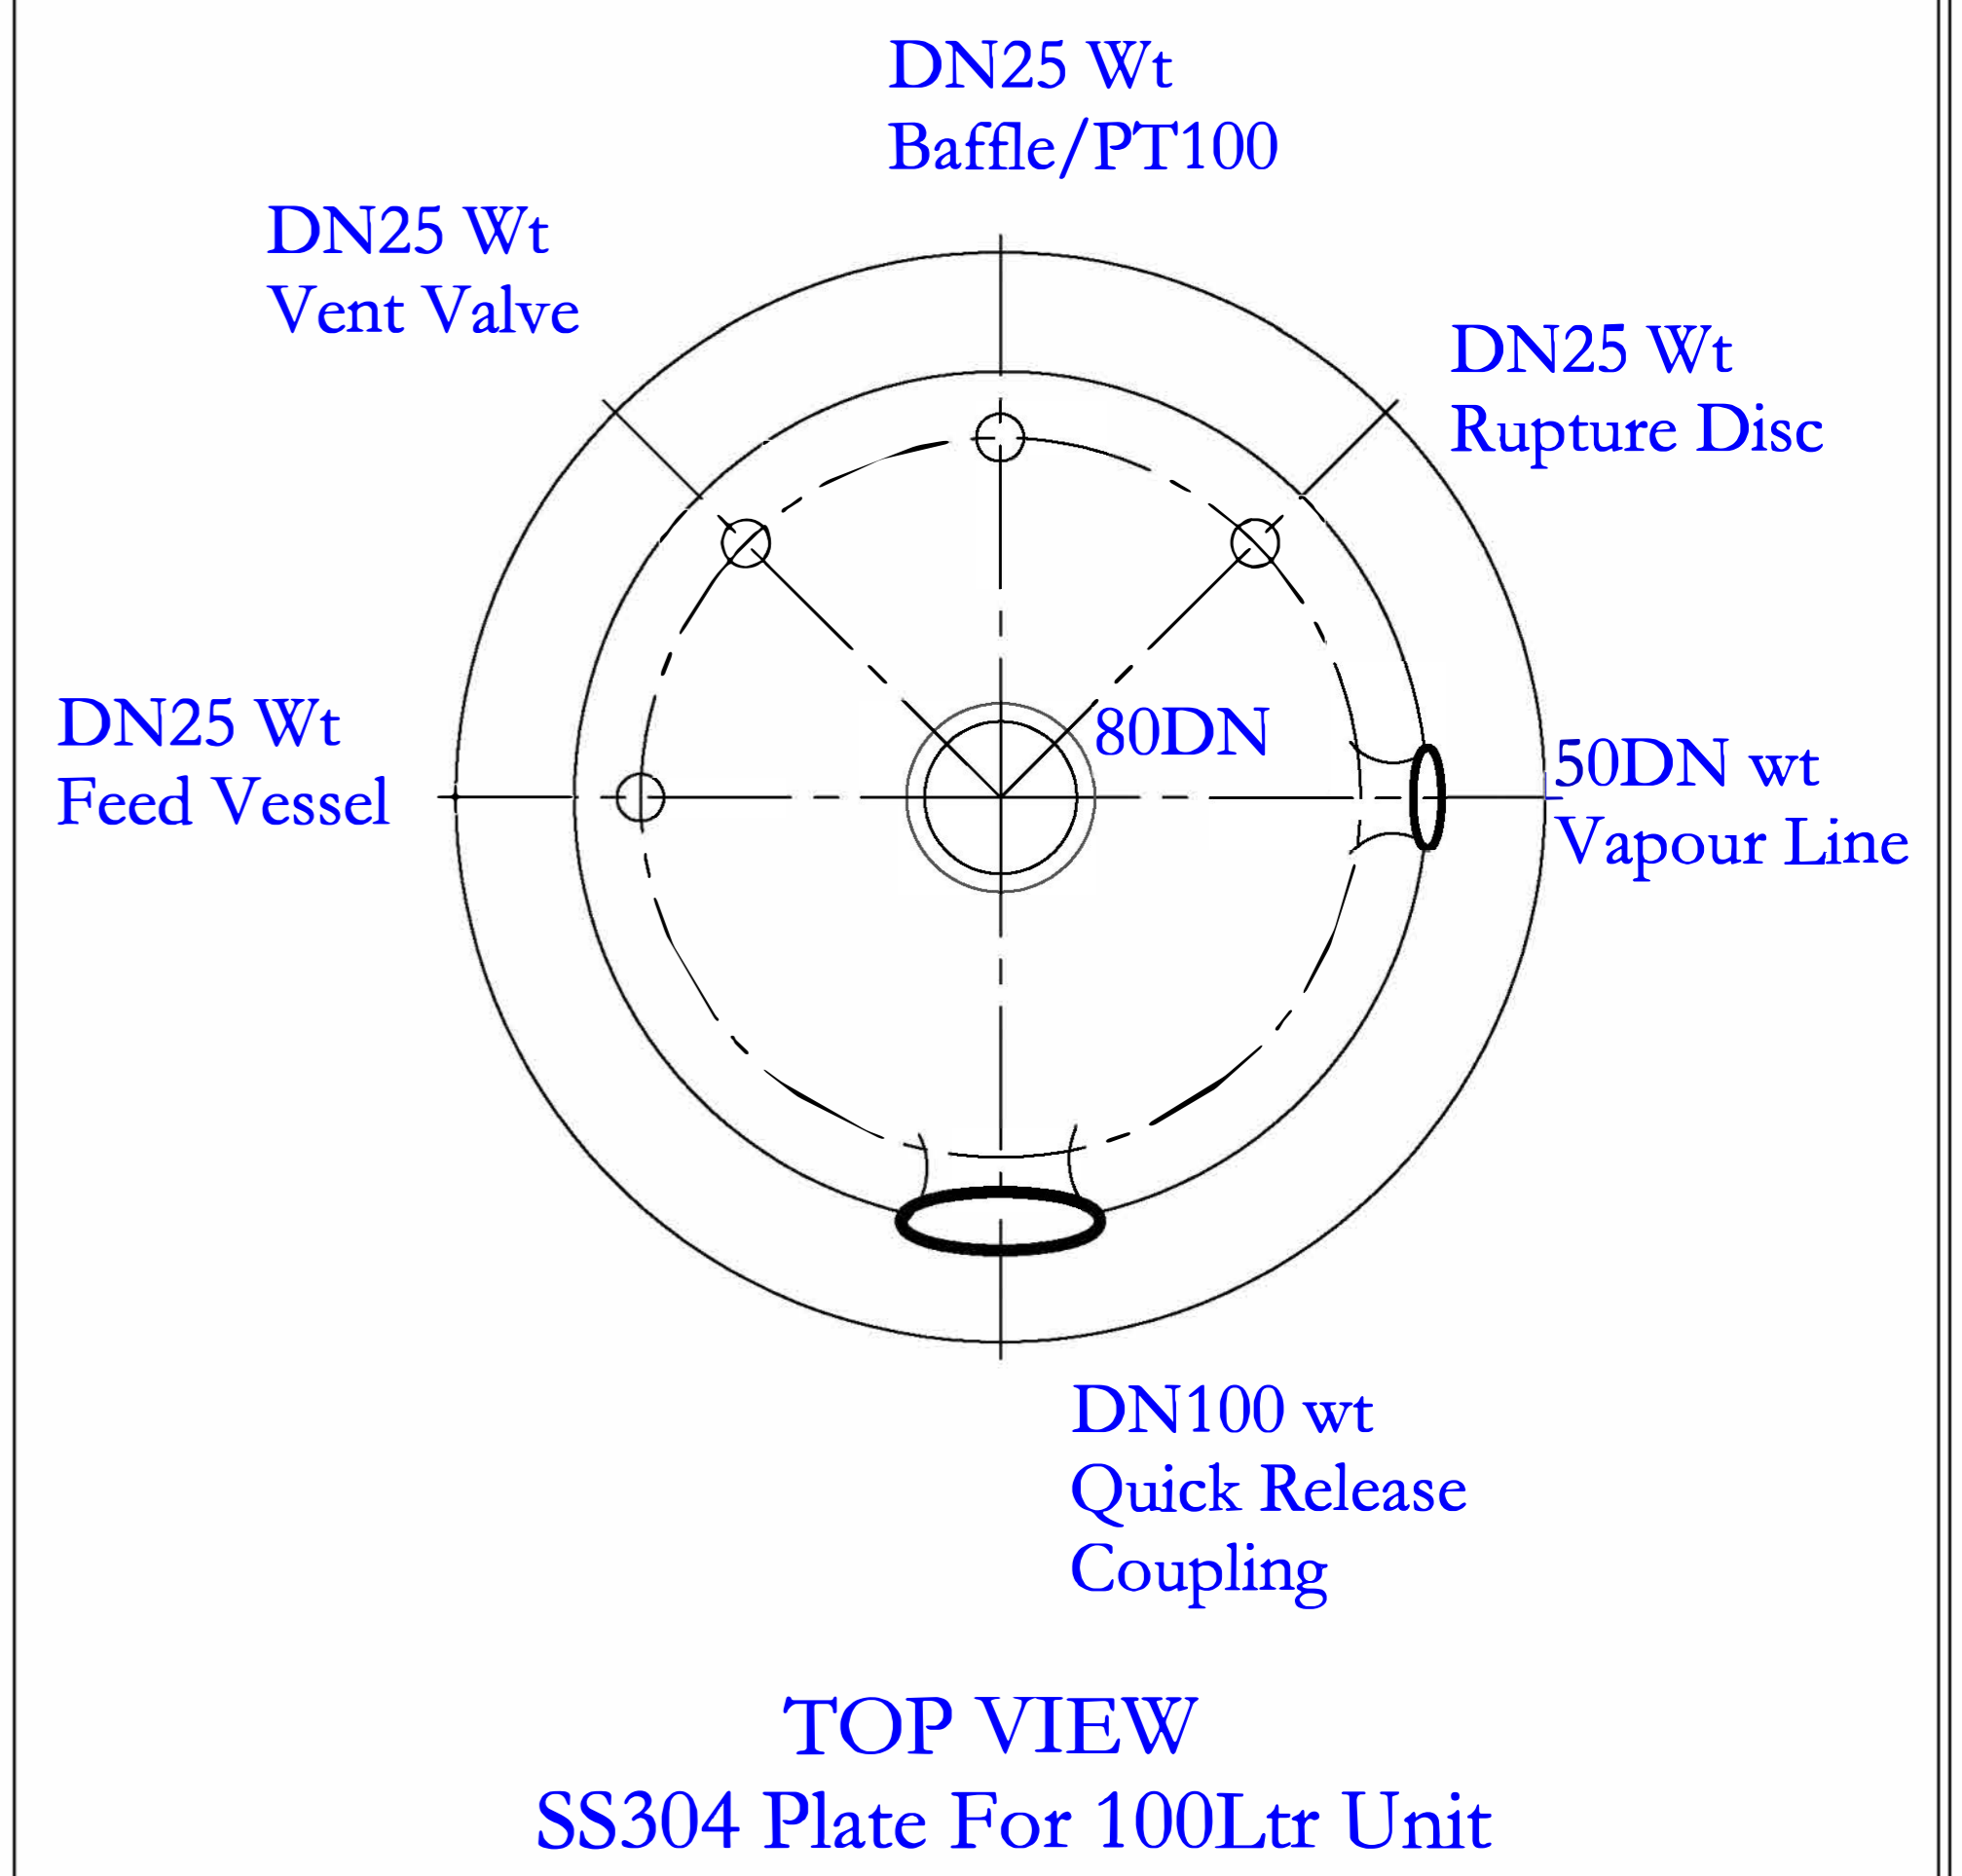 DN25 Wt
Baffle/PT100
DN25 Wt
Vent Valve
DN25 Wt
Rupture Disc
DN25 Wt
Feed Vessel
80DN
50DN wt
Vapour Line
DN100 wt
Quick Release
Coupling
TOP VIEW
SS304 Plate For 100Ltr Unit